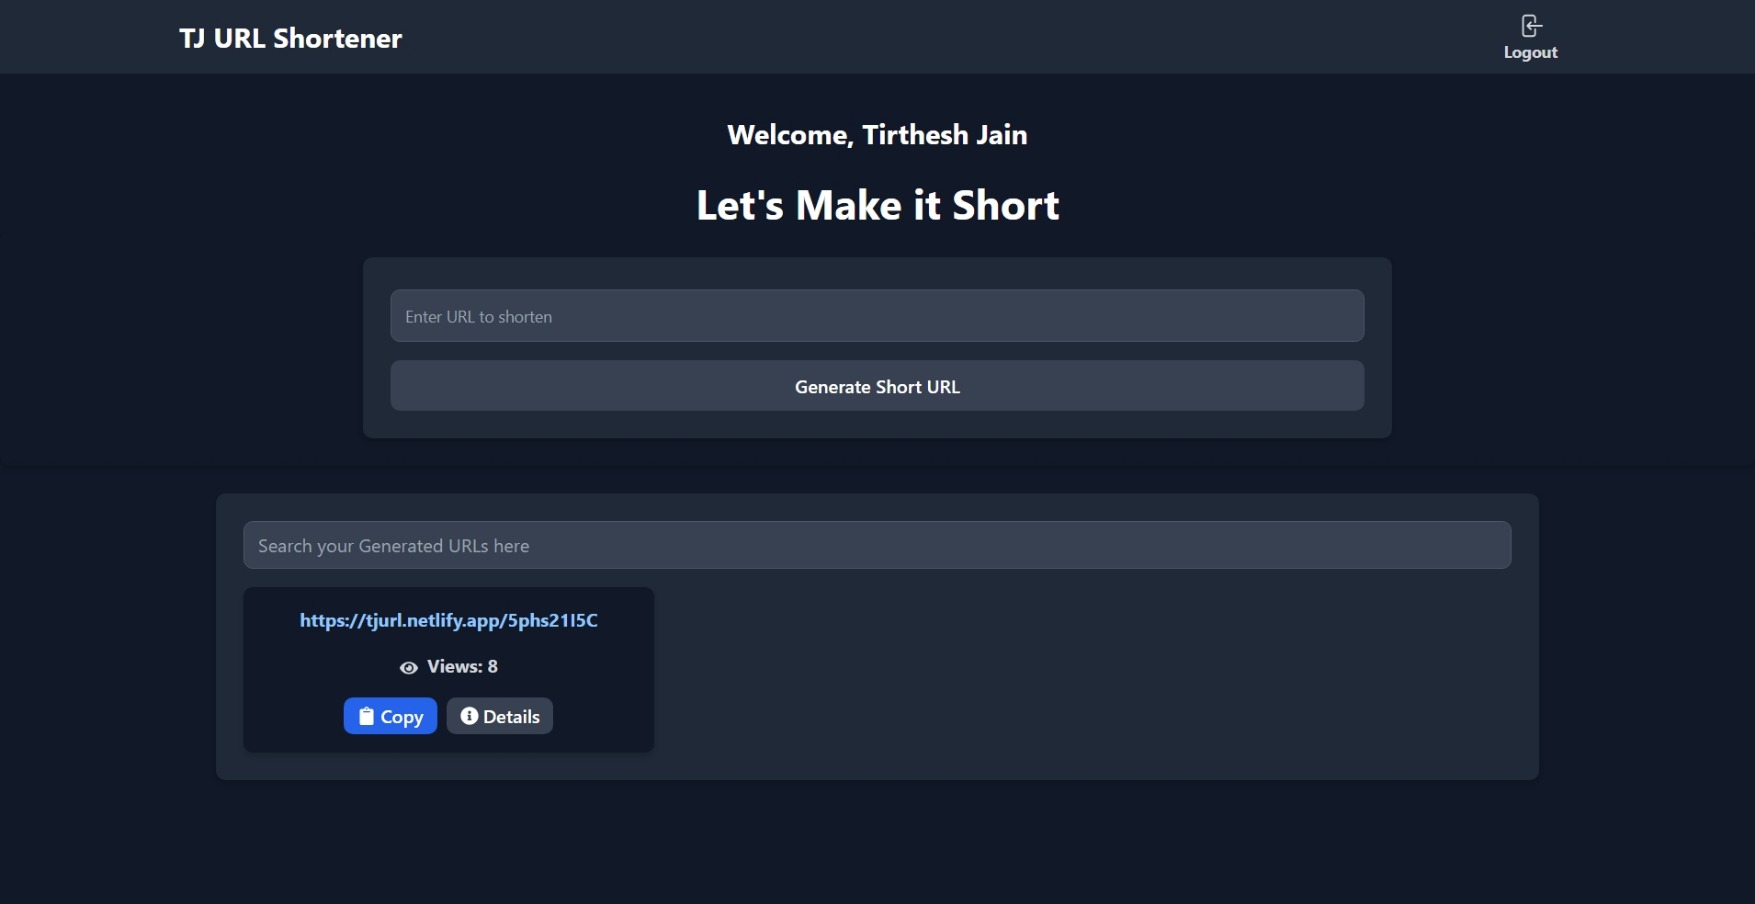 TJ URL Shortener
Logout
Welcome, Tirthesh Jain
Let's Make it Short
Enter URL to shorten
Generate Short URL
Search your Generated URLs here
https://tjurl.netlify.app/5phs21I5C
Views: 8
Copy
Details